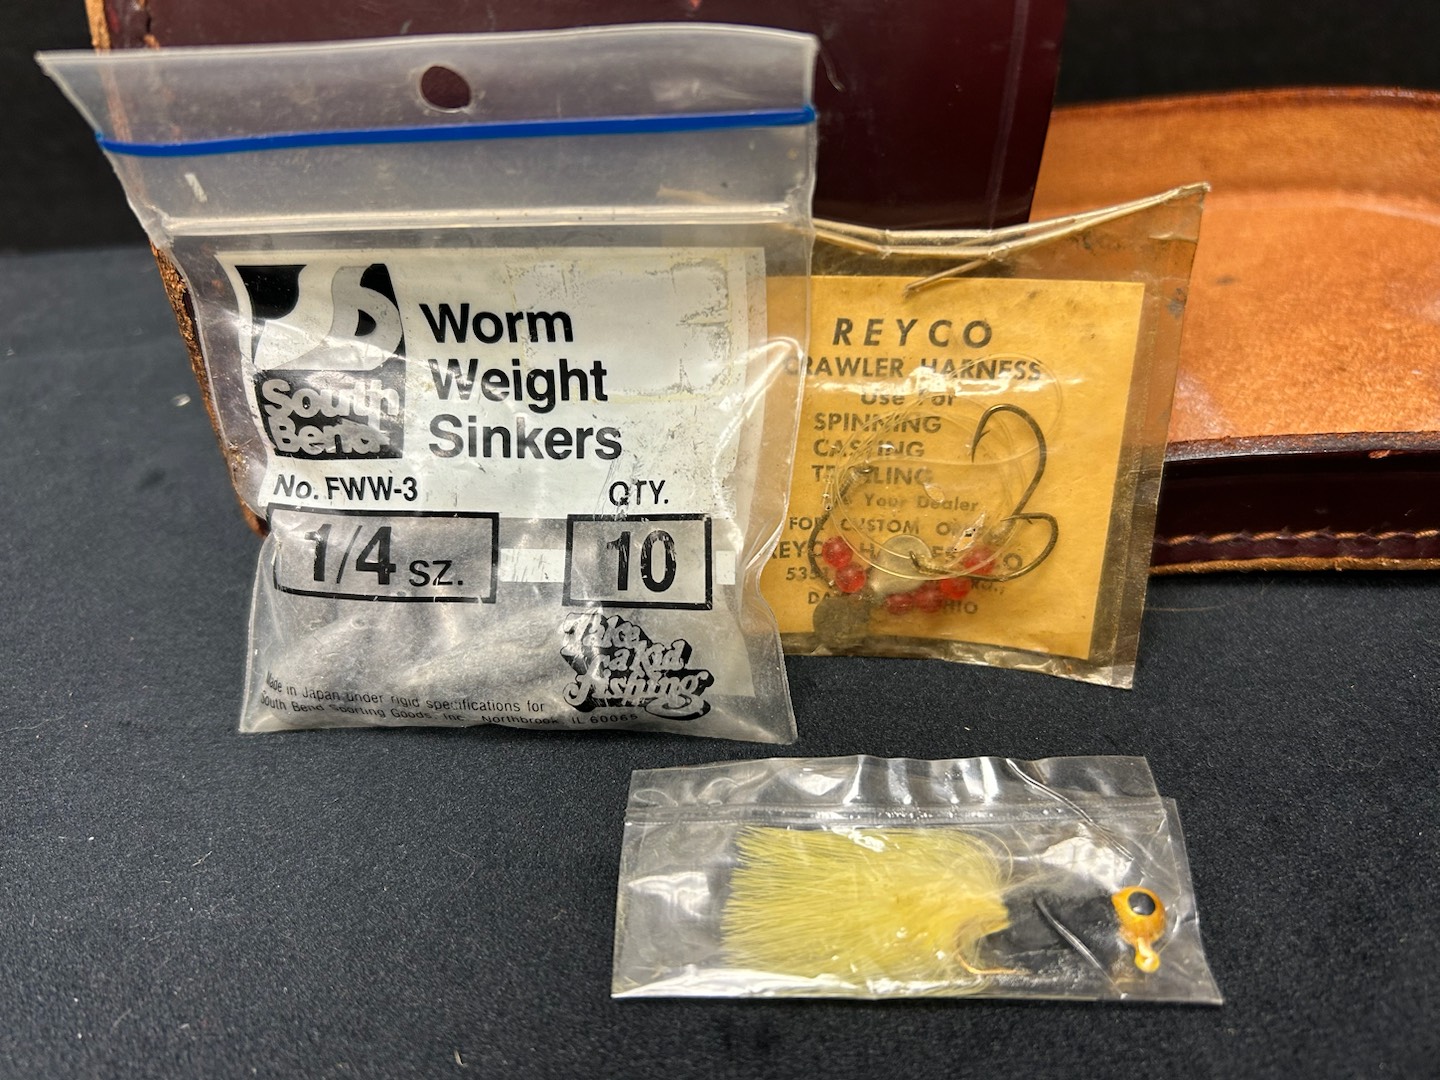 Worm
Weight
Sinkers
South
Bend
No. FWW-3
QTY.
1/4 SZ.
10
Take
a Kid
Fishing
Made in Japan under rigid specifications for
South Bend Sporting Goods, Inc. Northbrook, IL 60065
REYCO
CRAWLER HARNESS
Use For
SPINNING
CASTING
Your Dealer
FOR CUSTOM